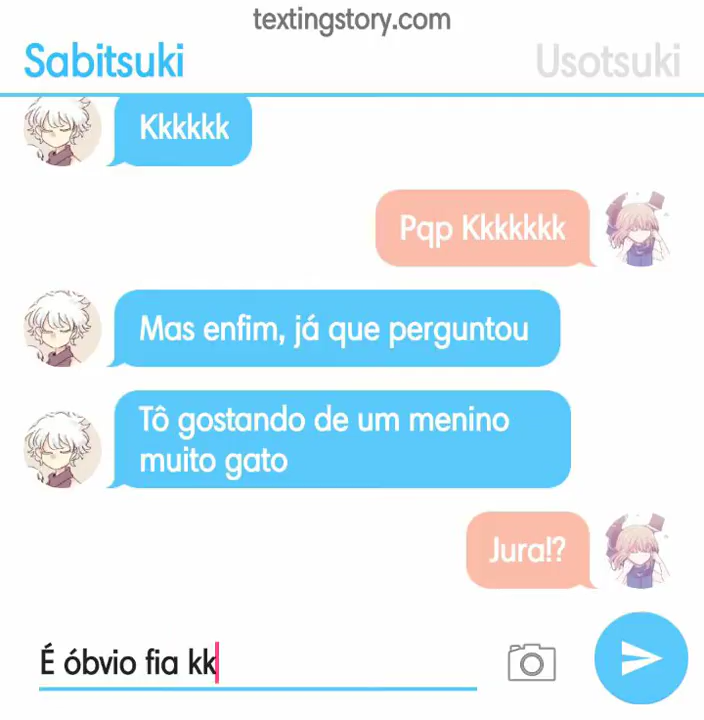 textingstory.com
Sabitsuki
Usotsuki
Kkkkkk
Pqp Kkkkkkk
Mas enfim, já que perguntou
Tô gostando de um menino
muito gato
Jura!?
É óbvio fia kk